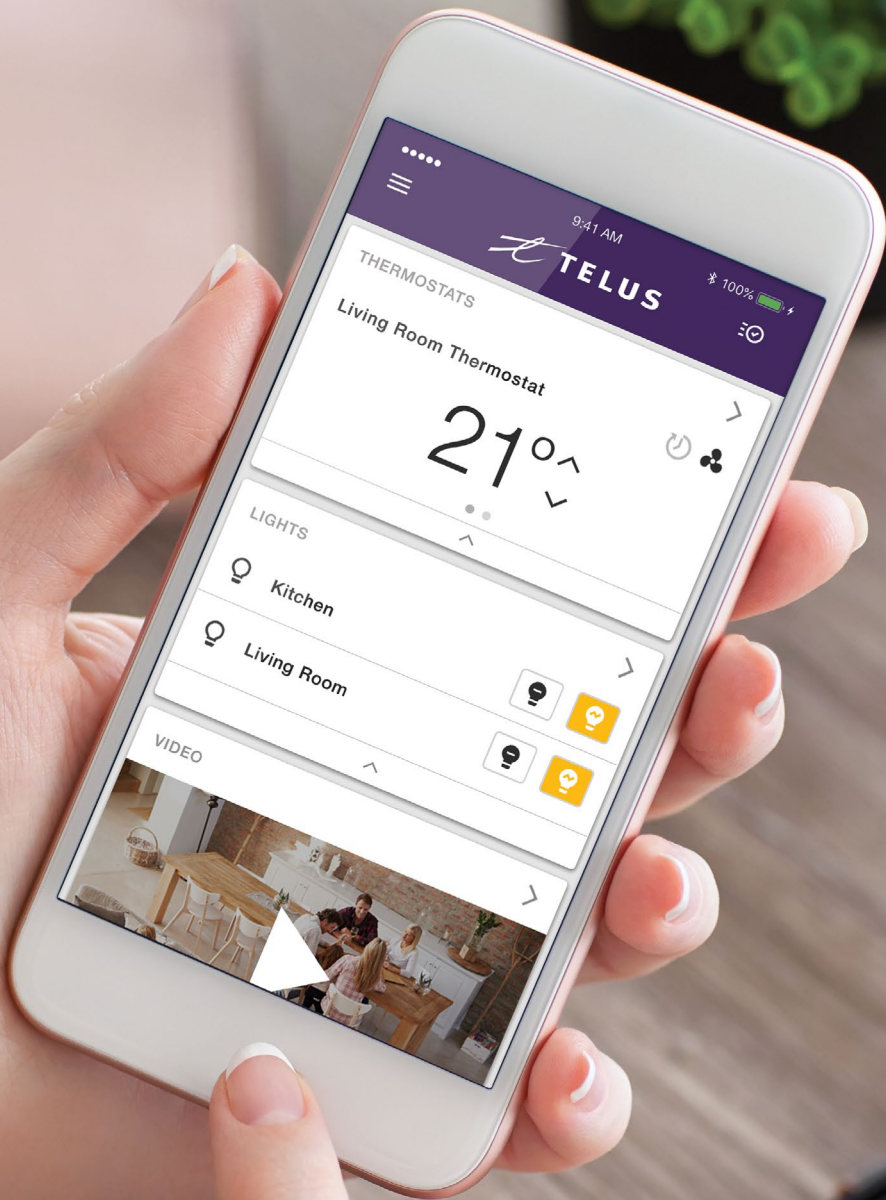 9:41 AM
100%
TELUS
THERMOSTATS
Living Room Thermostat
21°
LIGHTS
Kitchen
Living Room
VIDEO